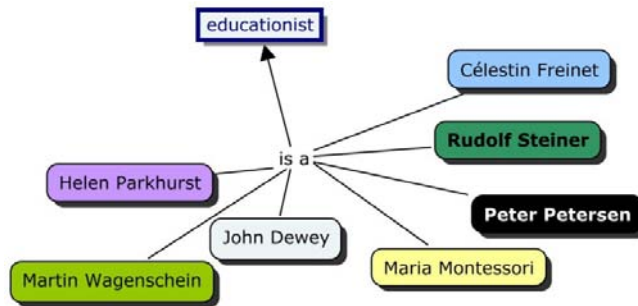 educationist
Célestin Freinet
Rudolf Steiner
is a
Helen Parkhurst
Peter Petersen
John Dewey
Maria Montessori
Martin Wagenschein